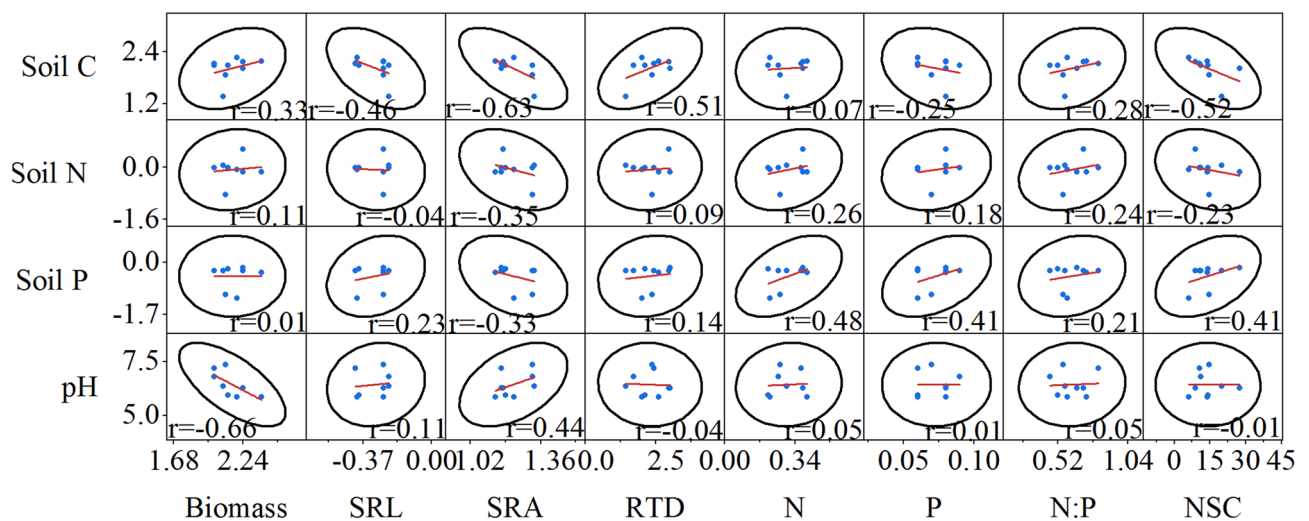 Soil C 2.4 1.2 r=0.33 r=-0.46 r=-0.63 r=0.51 r=0.07 r=-0.25 r=0.28 r=-0.52
Soil N 0.0 -1.6 r=0.11 r=-0.04 r=-0.35 r=0.09 r=0.26 r=0.18 r=0.24 r=-0.23
Soil P 0.0 -1.7 r=0.01 r=0.23 r=-0.33 r=0.14 r=0.48 r=0.41 r=0.21 r=0.41
pH 7.5 5.0 r=-0.66 r=0.11 r=0.44 r=-0.04 r=0.05 r=0.01 r=0.05 r=-0.01
1.68 2.24 -0.37 0.00 1.02 1.36 0.0 2.5 0.00 0.34 0.05 0.10 0.52 1.04 0 15 30 45
Biomass SRL SRA RTD N P N:P NSC